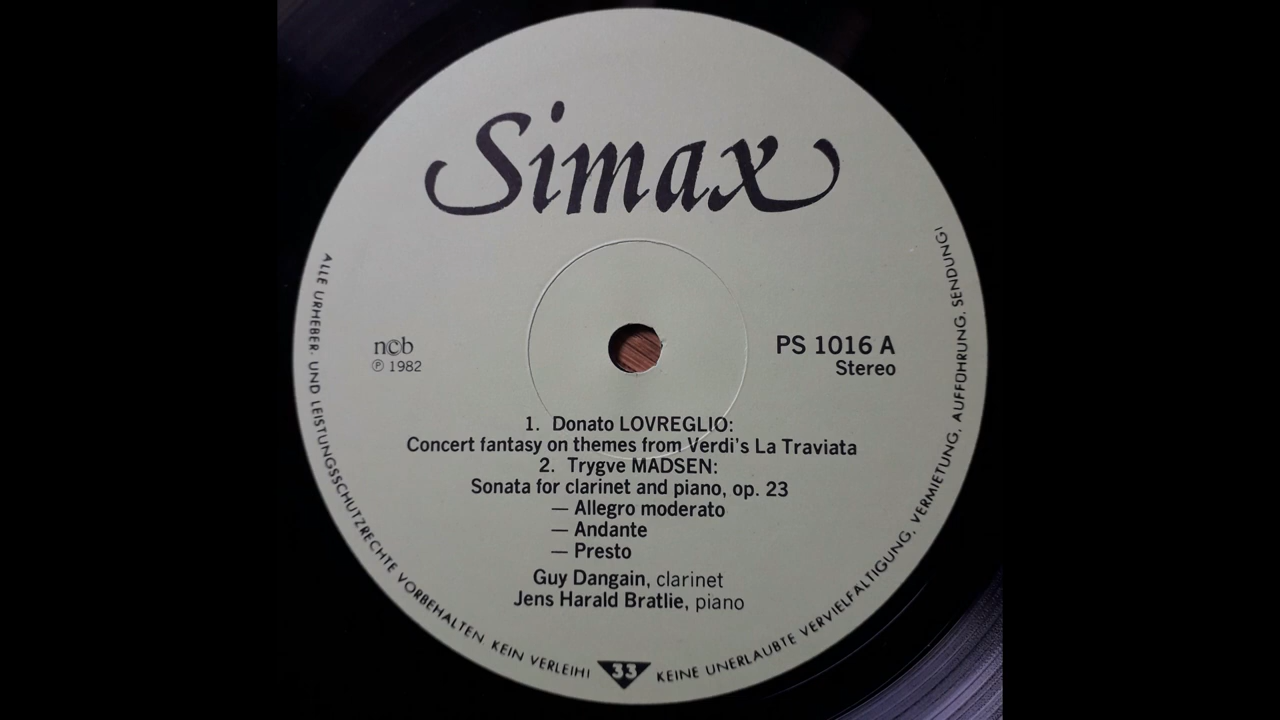 Simax
ncb
℗ 1982
PS 1016 A
Stereo
1. Donato LOVREGLIO:
Concert fantasy on themes from Verdi's La Traviata
2. Trygve MADSEN:
Sonata for clarinet and piano, op. 23
— Allegro moderato
— Andante
— Presto
Guy Dangain, clarinet
Jens Harald Bratlie, piano
ALLE URHEBER. UND LEISTUNGSSCHUTZRECHTE VORBEHALTEN KEIN VERLEIH!
33
KEINE UNERLAUBTE VERVIELFALTIGUNG, VERMIETUNG, AUFFOHRUNG, SENDUNG!